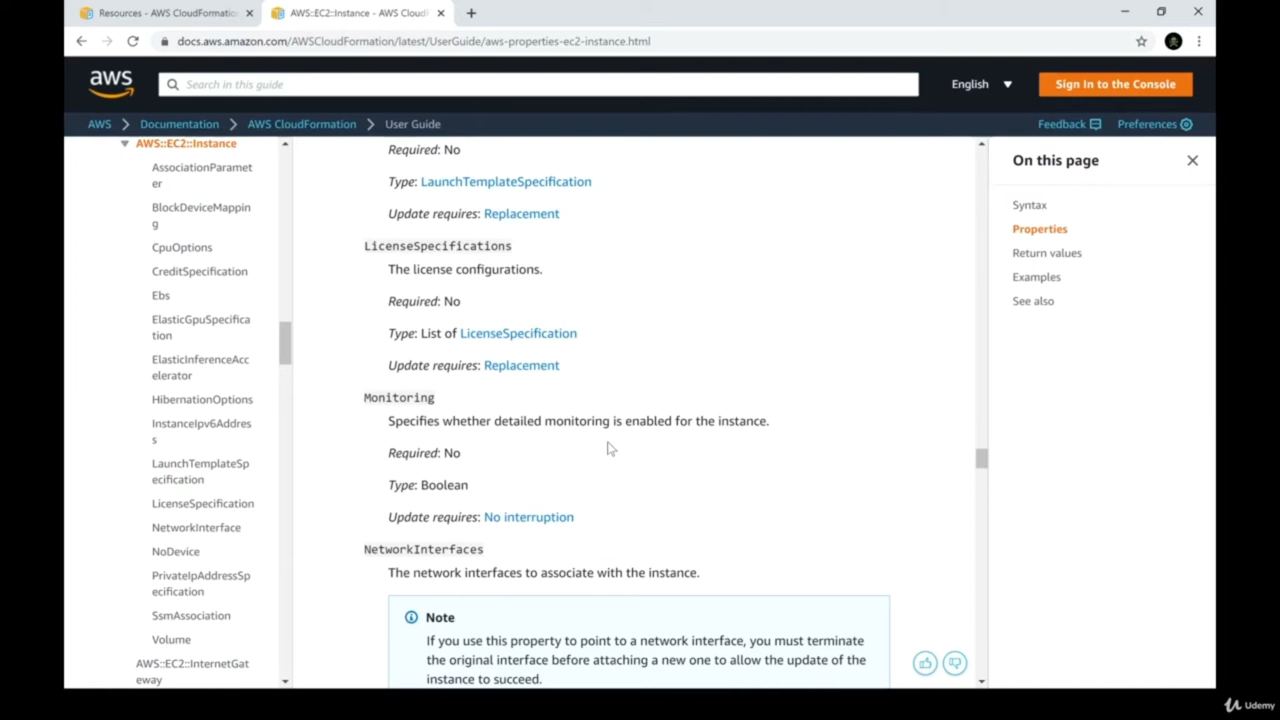 Resources - AWS CloudFormation
AWS::EC2::Instance - AWS CloudF
docs.aws.amazon.com/AWSCloudFormation/latest/UserGuide/aws-properties-ec2-instance.html
aws
Search in this guide
English
Sign In to the Console
AWS
Documentation
AWS CloudFormation
User Guide
Feedback
Preferences
AWS::EC2::Instance
AssociationParamet
er
BlockDeviceMappin
g
CpuOptions
CreditSpecification
Ebs
ElasticGpuSpecifica
tion
ElasticInferenceAcc
elerator
HibernationOptions
InstanceIpv6Addres
s
LaunchTemplateSp
ecification
LicenseSpecification
NetworkInterface
NoDevice
PrivateIpAddressSp
ecification
SsmAssociation
Volume
AWS::EC2::InternetGat
eway
Required: No
Type: LaunchTemplateSpecification
Update requires: Replacement
LicenseSpecifications
The license configurations.
Required: No
Type: List of LicenseSpecification
Update requires: Replacement
Monitoring
Specifies whether detailed monitoring is enabled for the instance.
Required: No
Type: Boolean
Update requires: No interruption
NetworkInterfaces
The network interfaces to associate with the instance.
Note
If you use this property to point to a network interface, you must terminate
the original interface before attaching a new one to allow the update of the
instance to succeed.
On this page
Syntax
Properties
Return values
Examples
See also
Udemy